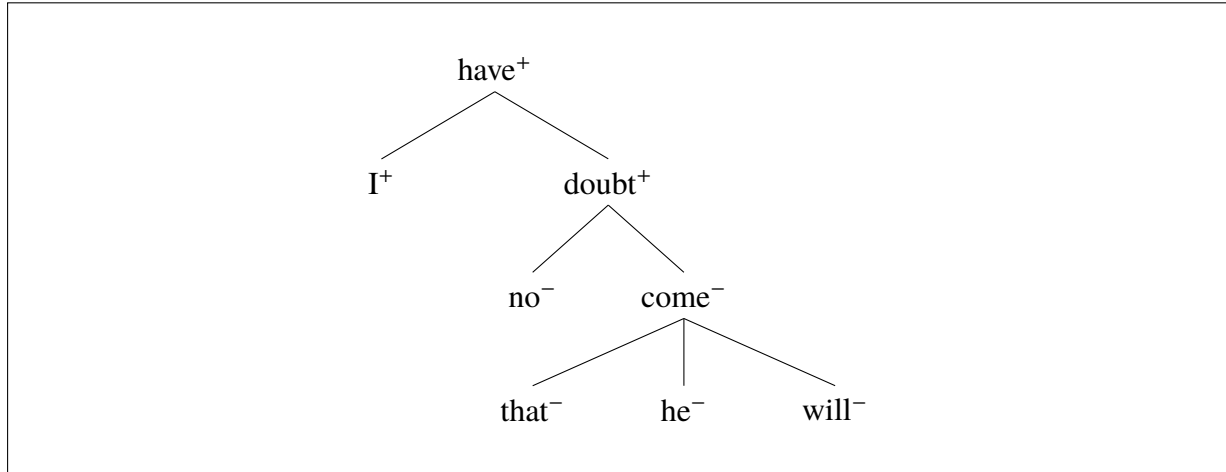 have⁺
I⁺ doubt⁺
no⁻ come⁻
that⁻ he⁻ will⁻